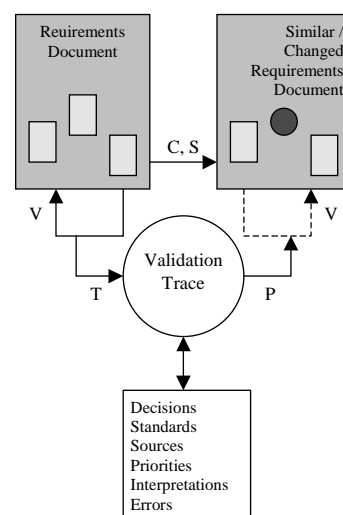 Reuirements
Document
Similar /
Changed
Requirements
Document
C, S
V
V
T
Validation
Trace
P
Decisions
Standards
Sources
Priorities
Interpretations
Errors